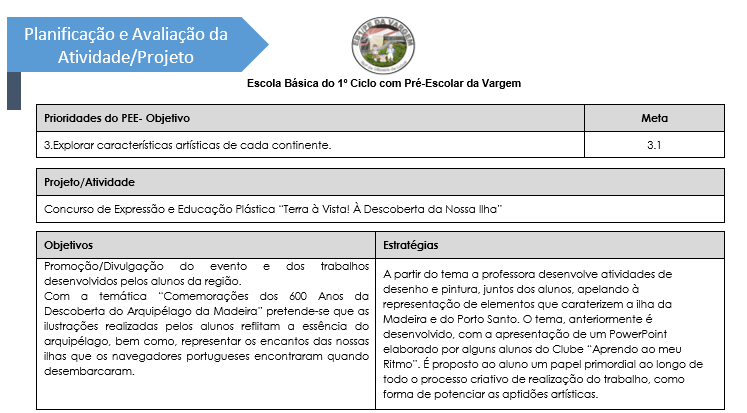 Planificação e Avaliação da
Atividade/Projeto
EB1/PE DA VARGEM
Escola Básica do 1º Ciclo com Pré-Escolar da Vargem
Prioridades do PEE- Objetivo
Meta
3.Explorar características artísticas de cada continente.
3.1
Projeto/Atividade
Concurso de Expressão e Educação Plástica "Terra à Vista! À Descoberta da Nossa Ilha"
Objetivos
Promoção/Divulgação do evento e dos trabalhos
desenvolvidos pelos alunos da região.
Com a temática "Comemorações dos 600 Anos da
Descoberta do Arquipélago da Madeira" pretende-se que as
ilustrações realizadas pelos alunos reflitam a essência do
arquipélago, bem como, representar os encantos das nossas
ilhas que os navegadores portugueses encontraram quando
desembarcaram.
Estratégias
A partir do tema a professora desenvolve atividades de
desenho e pintura, juntos dos alunos, apelando à
representação de elementos que caraterizem a ilha da
Madeira e do Porto Santo. O tema, anteriormente é
desenvolvido, com a apresentação de um PowerPoint
elaborado por alguns alunos do Clube "Aprendo ao meu
Ritmo". É proposto ao aluno um papel primordial ao longo de
todo o processo criativo de realização do trabalho, como
forma de potenciar as aptidões artísticas.